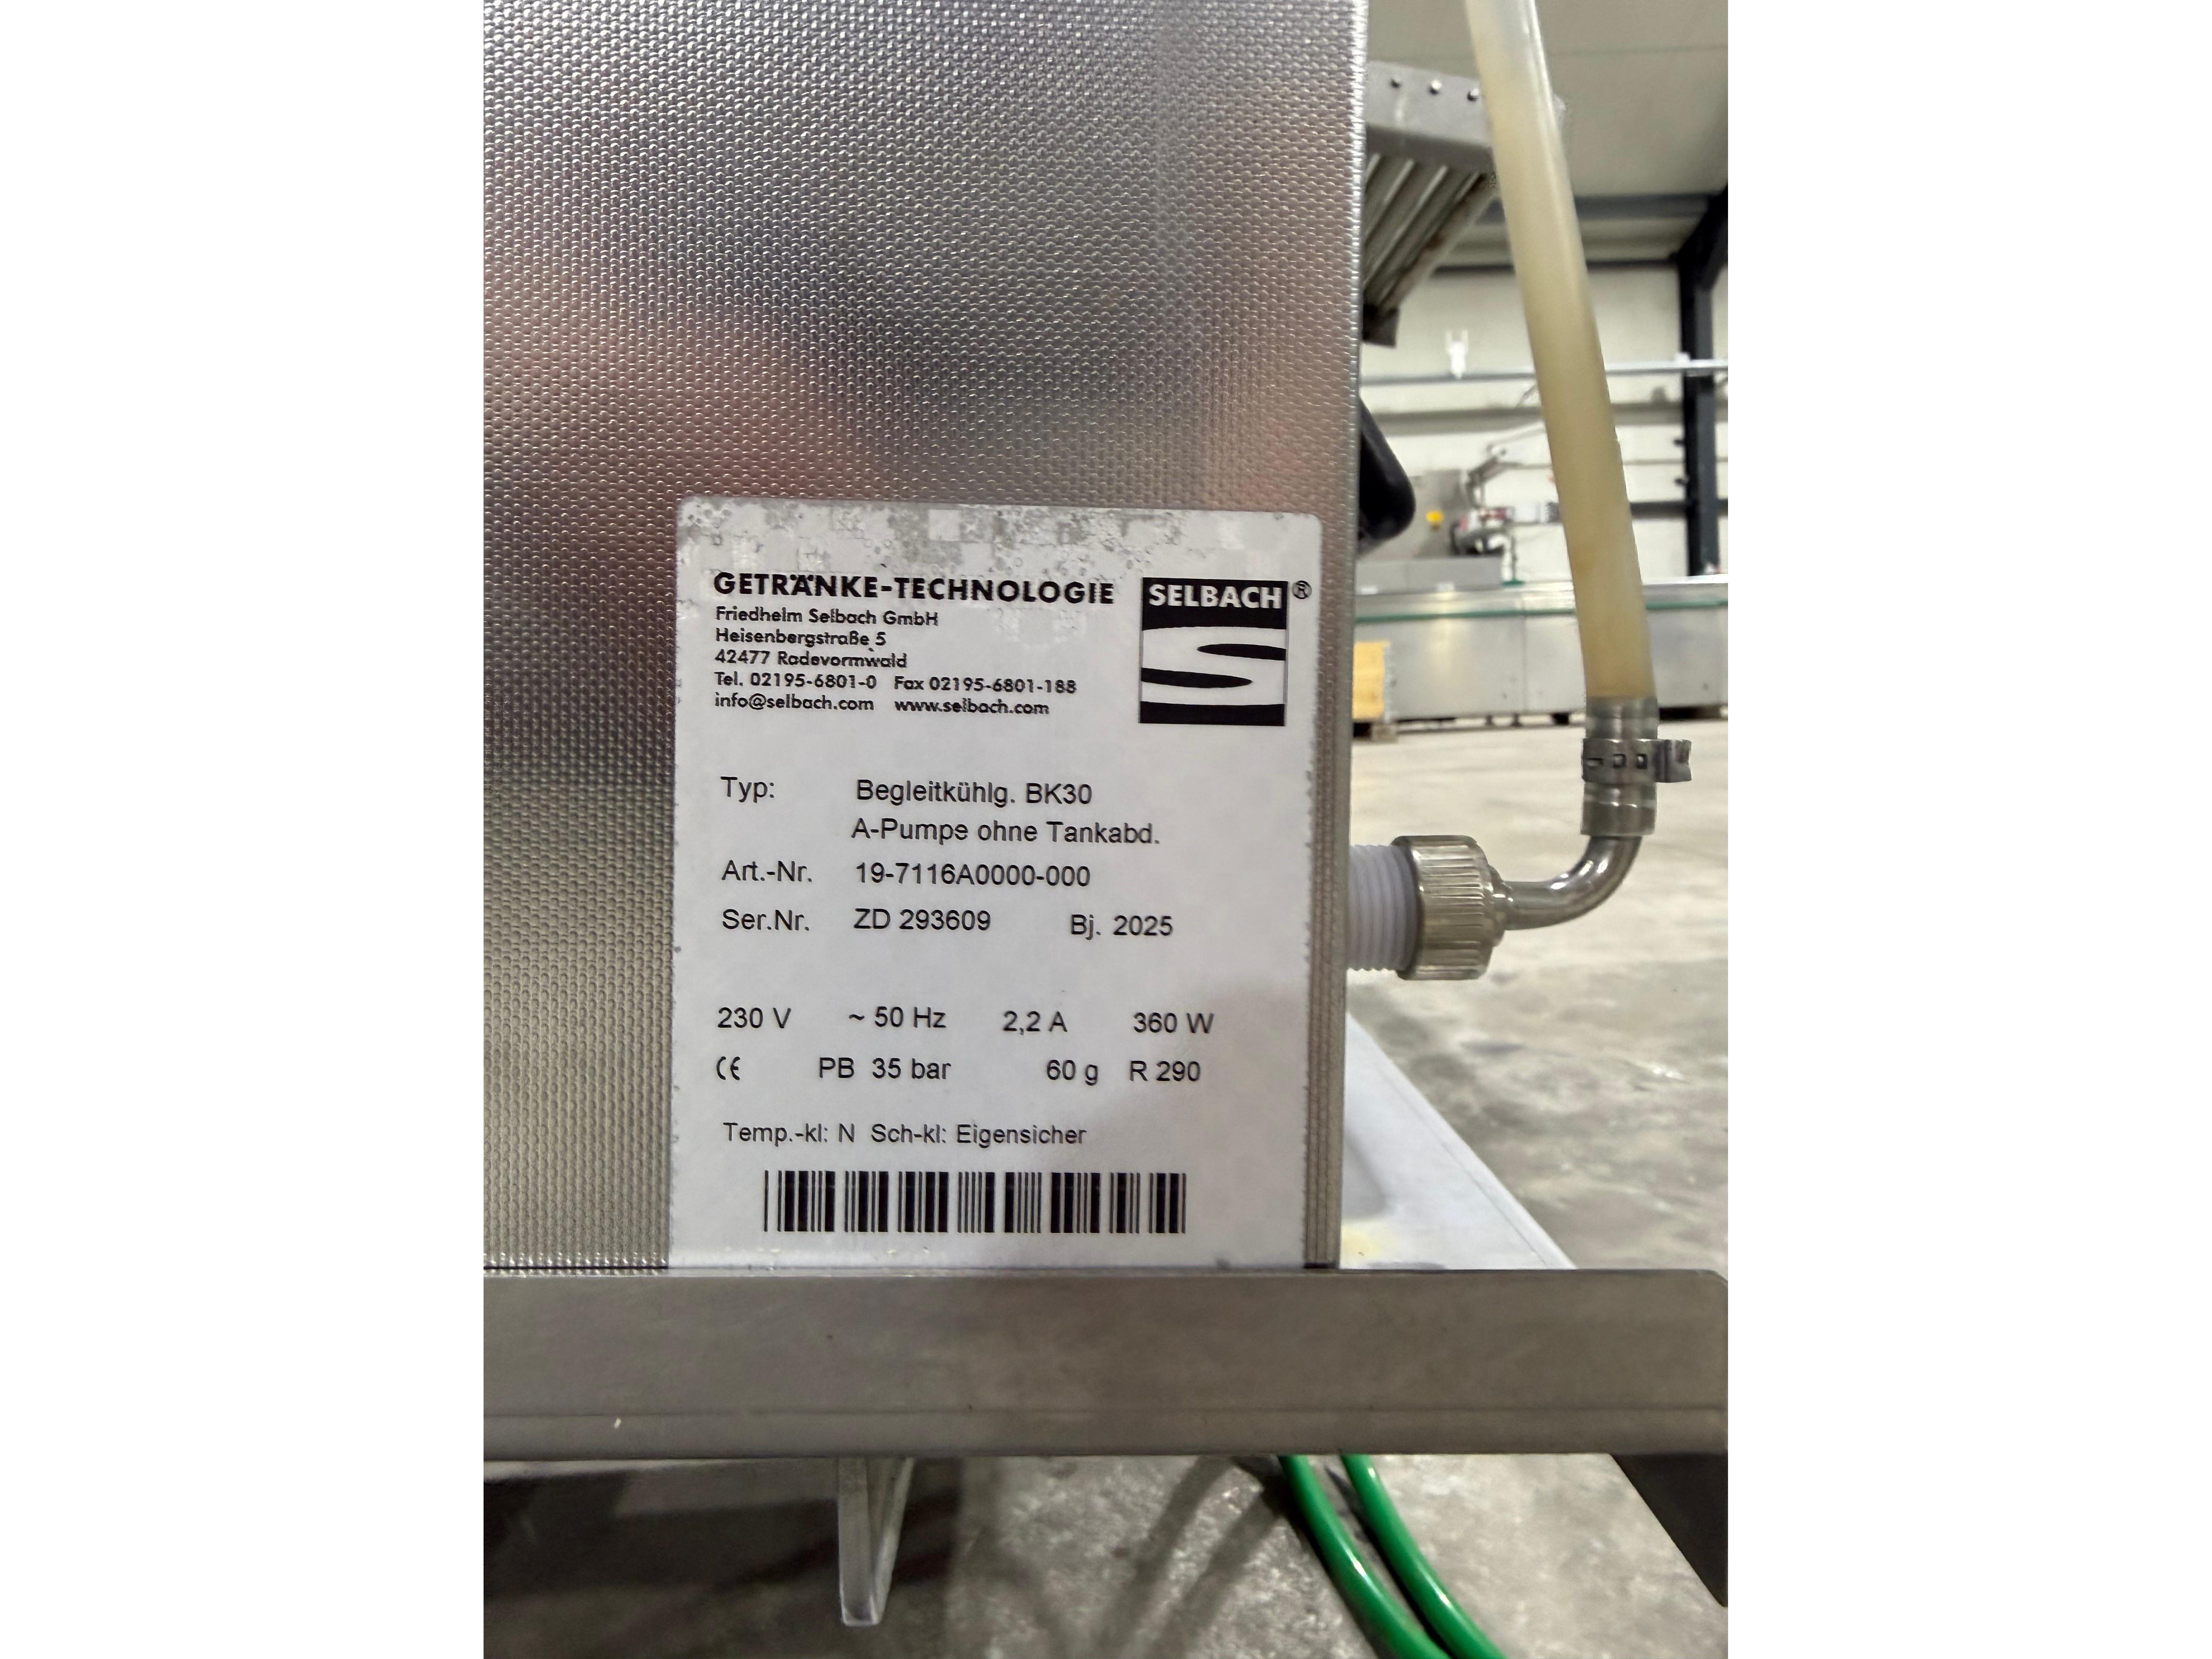 GETRÄNKE-TECHNOLOGIE
SELBACH®
Friedhelm Selbach GmbH
Heisenbergstraße 5
42477 Radevormwald
Tel. 02195-6801-0 Fax 02195-6801-188
info@selbach.com www.selbach.com
Typ: Begleitkühlg. BK30
A-Pumpe ohne Tankabd.
Art.-Nr. 19-7116A0000-000
Ser.Nr. ZD 293609 Bj. 2025
230 V ~ 50 Hz 2,2 A 360 W
CE PB 35 bar 60 g R 290
Temp.-kl: N Sch-kl: Eigensicher